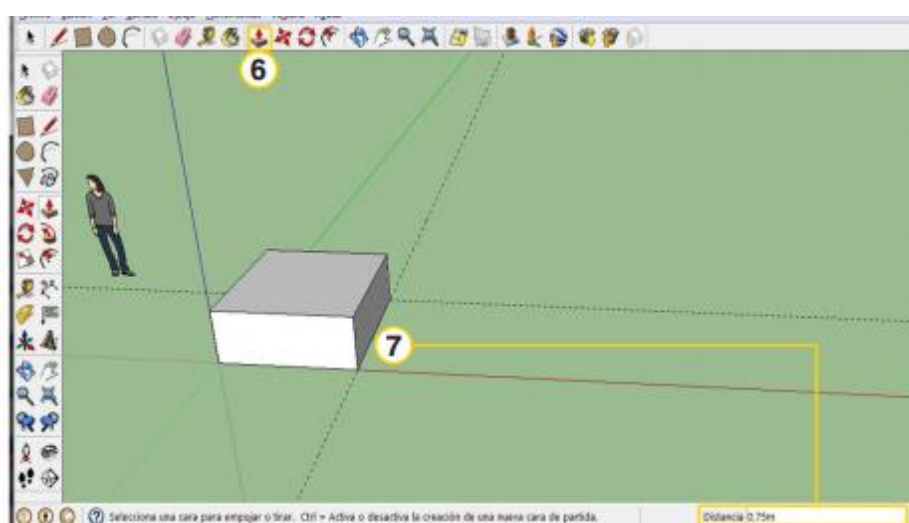 6
7
Selecciona una cara para empujar o tirar. Ctrl = Activa o desactiva la creación de una nueva cara de partida.
Distancia 0,75m